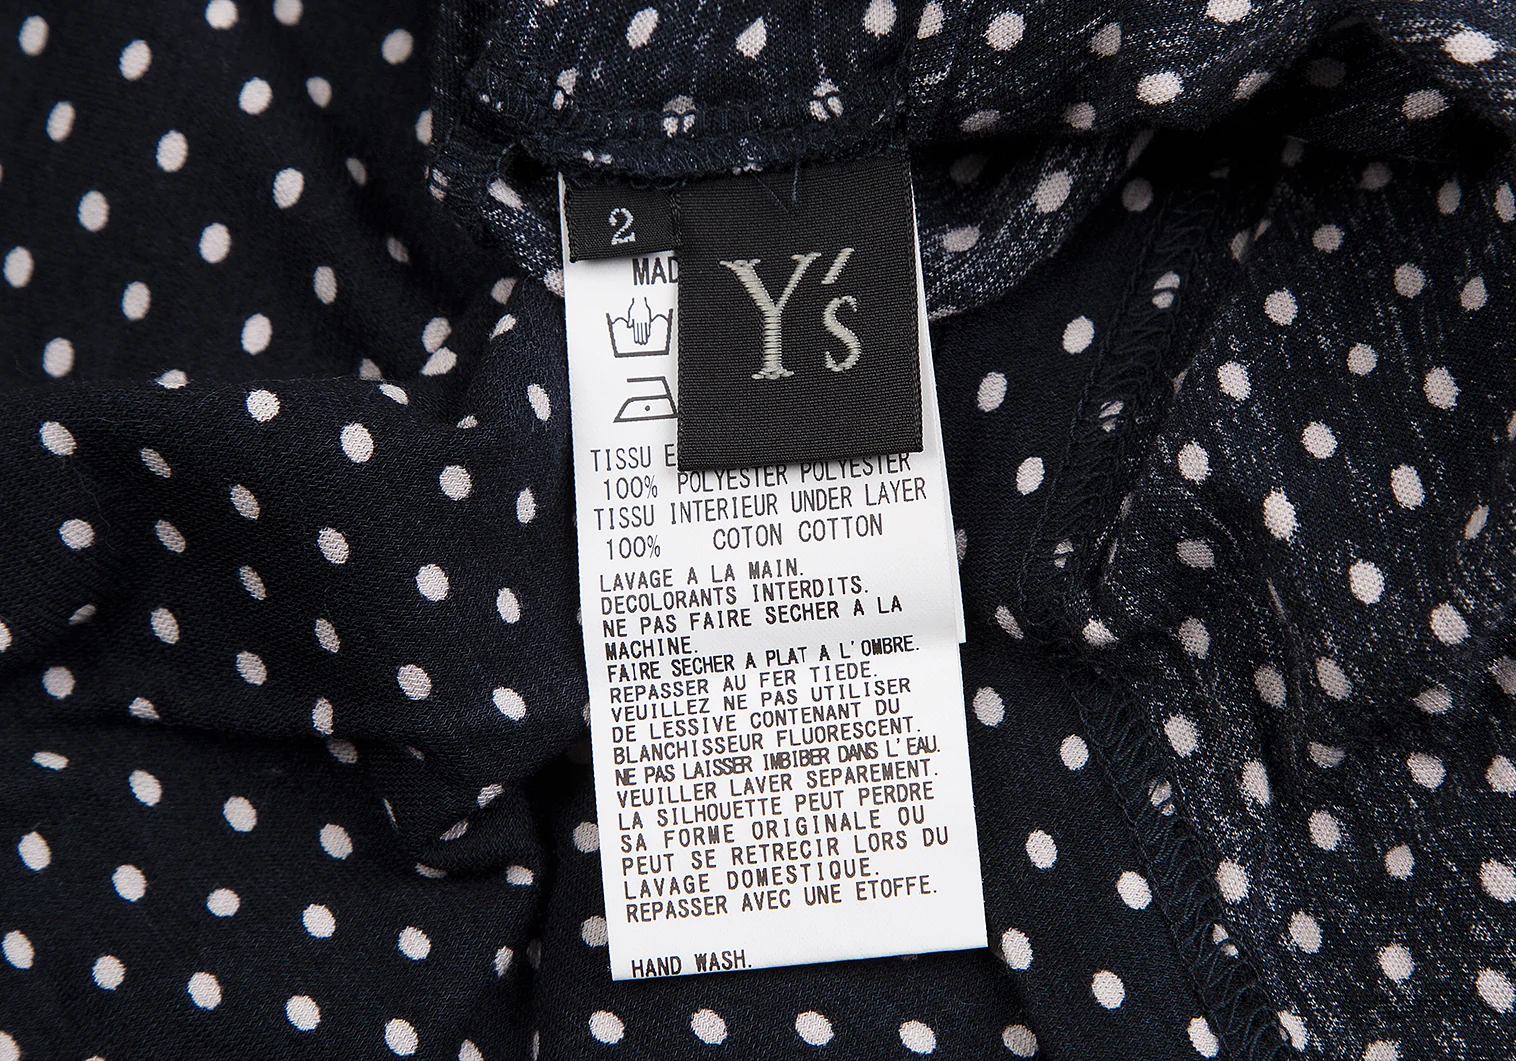 2
Y's
MAD
TISSU E
100% POLYESTER POLYESTER
TISSU INTERIEUR UNDER LAYER
100% COTON COTTON
LAVAGE A LA MAIN.
DECOLORANTS INTERDITS.
NE PAS FAIRE SECHER A LA
MACHINE.
FAIRE SECHER A PLAT A L'OMBRE.
REPASSER AU FER TIEDE.
VEUILLEZ NE PAS UTILISER
DE LESSIVE CONTENANT DU
BLANCHISSEUR FLUORESCENT.
NE PAS LAISSER IMBIBER DANS L'EAU.
VEUILLER LAVER SEPAREMENT.
LA SILHOUETTE PEUT PERDRE
SA FORME ORIGINALE OU
PEUT SE RETRECIR LORS DU
LAVAGE DOMESTIQUE.
REPASSER AVEC UNE ETOFFE.
HAND WASH.